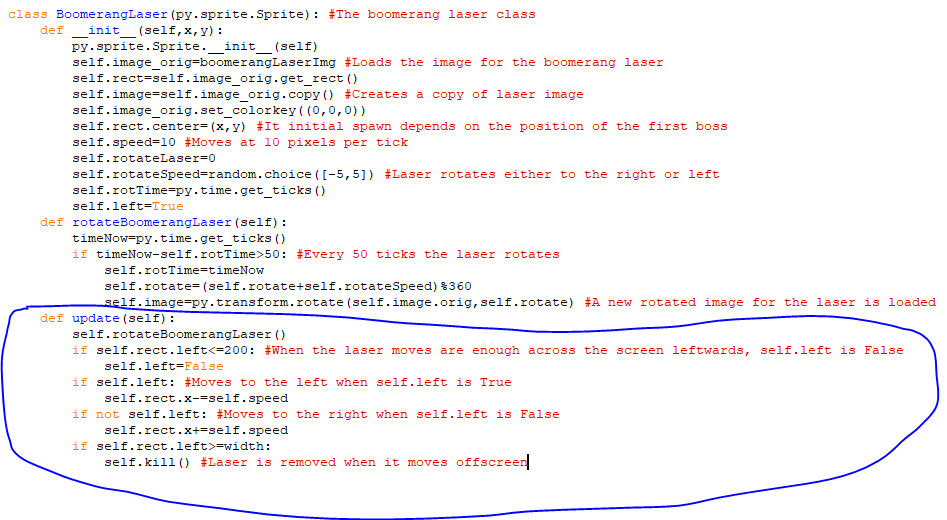 class BoomerangLaser(py.sprite.Sprite): #The boomerang laser class
    def __init__(self,x,y):
        py.sprite.Sprite.__init__(self)
        self.image_orig=boomerangLaserImg #Loads the image for the boomerang laser
        self.rect=self.image_orig.get_rect()
        self.image=self.image_orig.copy() #Creates a copy of laser image
        self.image_orig.set_colorkey((0,0,0))
        self.rect.center=(x,y) #It initial spawn depends on the position of the first boss
        self.speed=10 #Moves at 10 pixels per tick
        self.rotateLaser=0
        self.rotateSpeed=random.choice([-5,5]) #Laser rotates either to the right or left
        self.rotTime=py.time.get_ticks()
        self.left=True
    def rotateBoomerangLaser(self):
        timeNow=py.time.get_ticks()
        if timeNow-self.rotTime>50: #Every 50 ticks the laser rotates
            self.rotTime=timeNow
            self.rotate=(self.rotate+self.rotateSpeed)%360
            self.image=py.transform.rotate(self.image.orig,self.rotate) #A new rotated image for the laser is loaded
    def update(self):
        self.rotateBoomerangLaser()
        if self.rect.left<=200: #When the laser moves are enough across the screen leftwards, self.left is False
            self.left=False
        if self.left: #Moves to the left when self.left is True
            self.rect.x-=self.speed
        if not self.left: #Moves to the right when self.left is False
            self.rect.x+=self.speed
        if self.rect.left>=width:
            self.kill() #Laser is removed when it moves offscreen